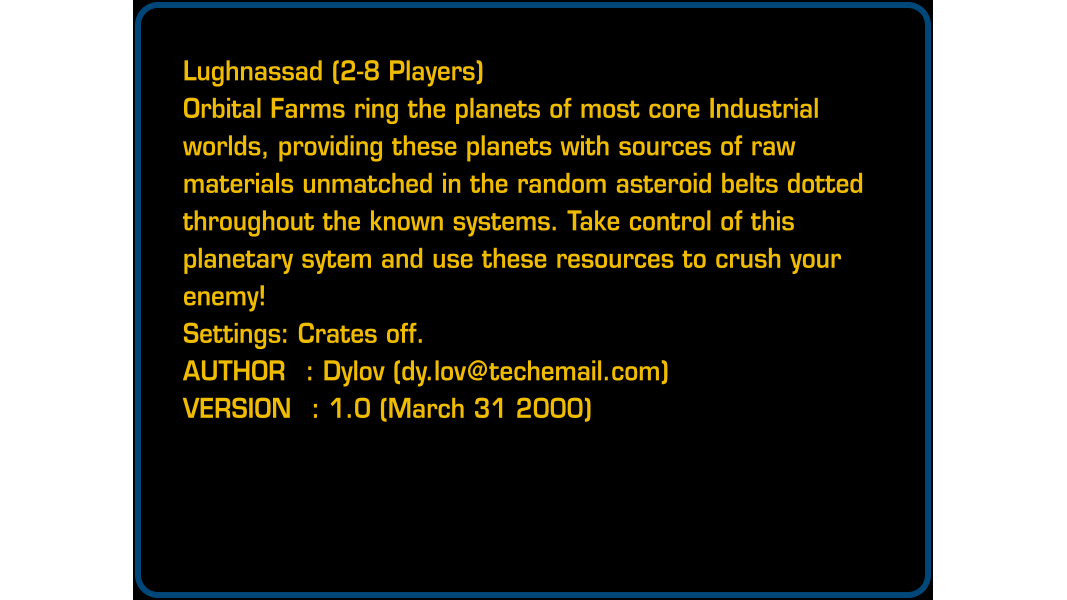 Lughnassad (2-8 Players)
Orbital Farms ring the planets of most core Industrial
worlds, providing these planets with sources of raw
materials unmatched in the random asteroid belts dotted
throughout the known systems. Take control of this
planetary sytem and use these resources to crush your
enemy!
Settings: Crates off.
AUTHOR : Dylov (dy.lov@techemail.com)
VERSION : 1.0 (March 31 2000)